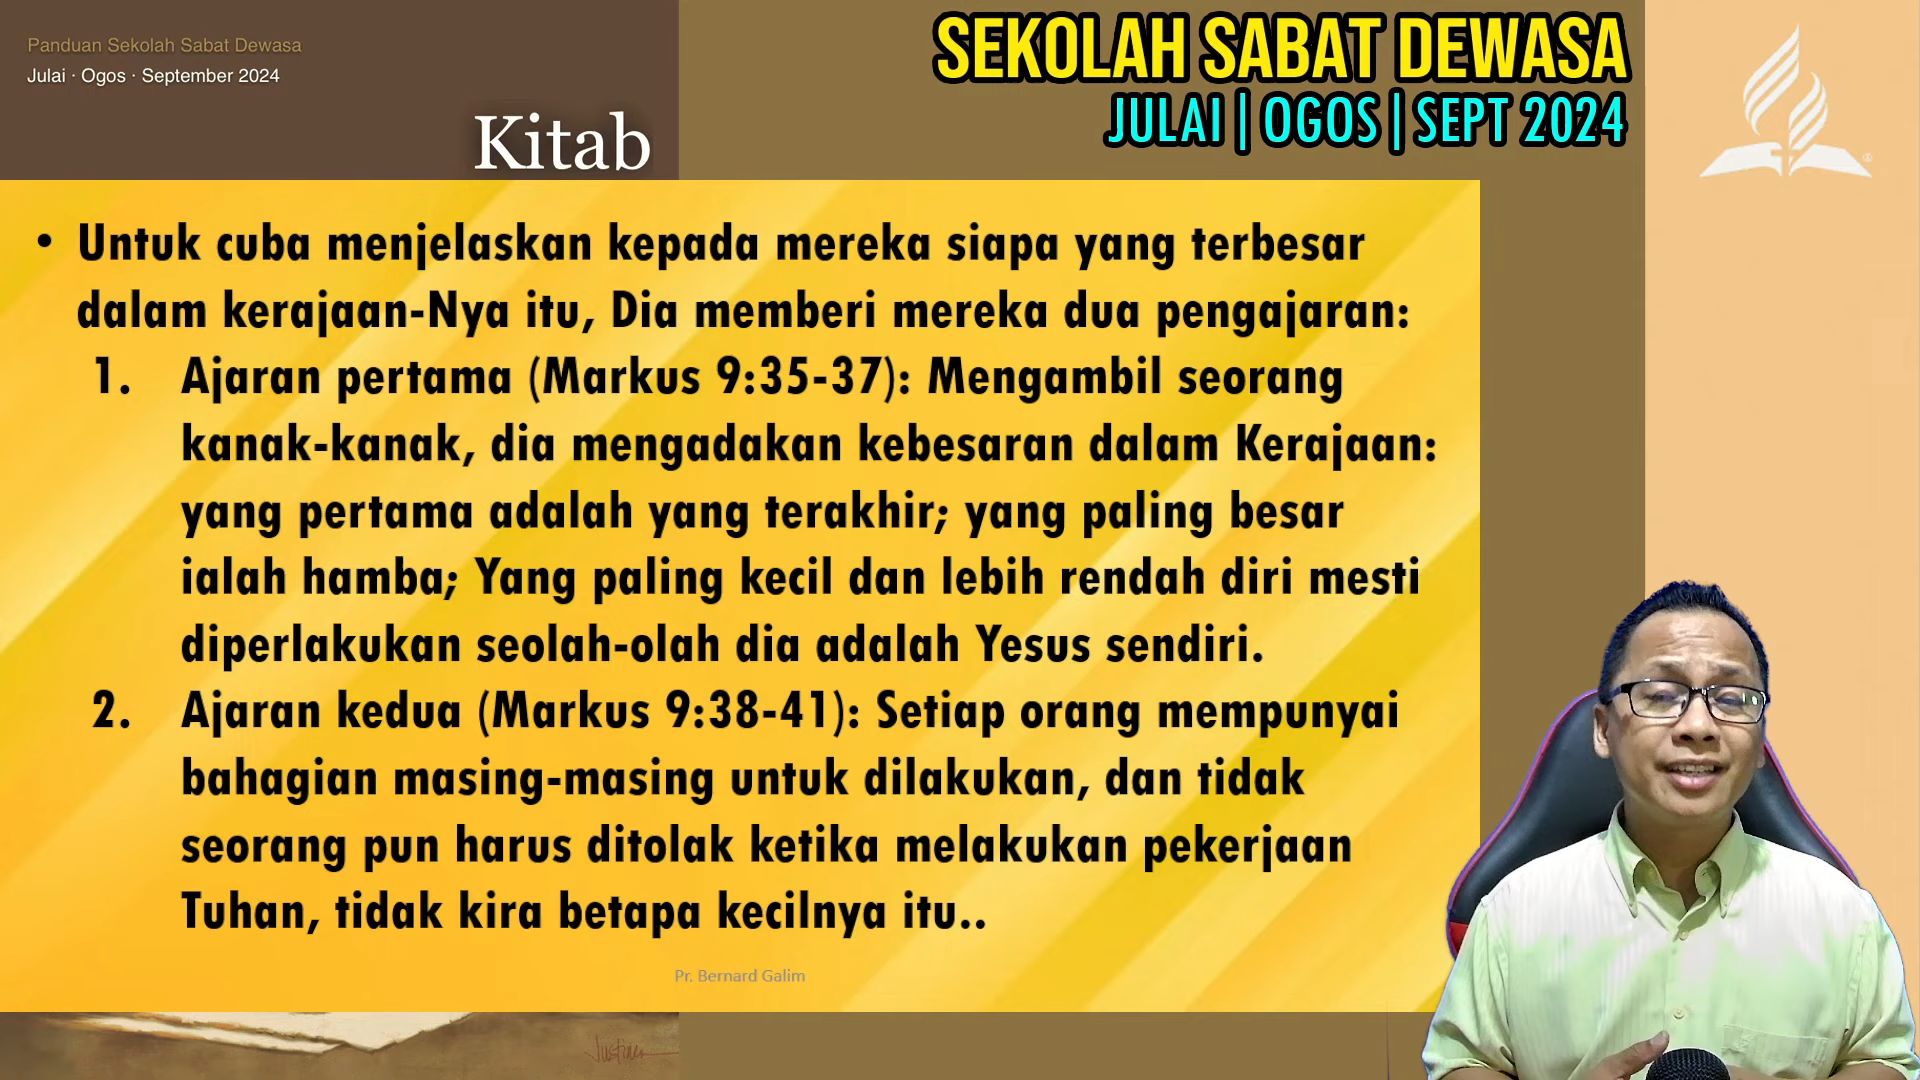 Panduan Sekolah Sabat Dewasa
Julai · Ogos · September 2024
Kitab
SEKOLAH SABAT DEWASA
JULAI | OGOS | SEPT 2024
• Untuk cuba menjelaskan kepada mereka siapa yang terbesar
dalam kerajaan-Nya itu, Dia memberi mereka dua pengajaran:
1. Ajaran pertama (Markus 9:35-37): Mengambil seorang
kanak-kanak, dia mengadakan kebesaran dalam Kerajaan:
yang pertama adalah yang terakhir; yang paling besar
ialah hamba; Yang paling kecil dan lebih rendah diri mesti
diperlakukan seolah-olah dia adalah Yesus sendiri.
2. Ajaran kedua (Markus 9:38-41): Setiap orang mempunyai
bahagian masing-masing untuk dilakukan, dan tidak
seorang pun harus ditolak ketika melakukan pekerjaan
Tuhan, tidak kira betapa kecilnya itu..
Pr. Bernard Galim